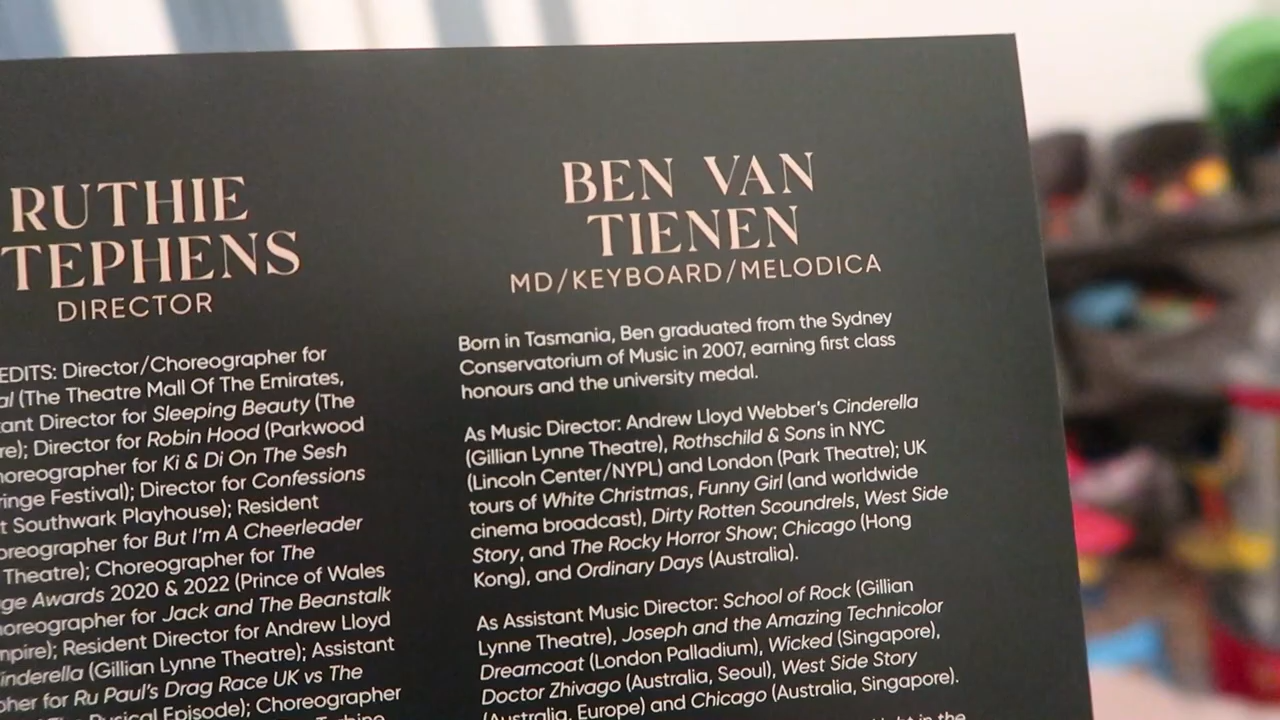 RUTHIE
TEPHENS
DIRECTOR
EDITS: Director/Choreographer for
al (The Theatre Mall Of The Emirates,
tant Director for Sleeping Beauty (The
re); Director for Robin Hood (Parkwood
horeographer for Ki & Di On The Sesh
ringe Festival); Director for Confessions
t Southwark Playhouse); Resident
oreographer for But I'm A Cheerleader
Theatre); Choreographer for The
ge Awards 2020 & 2022 (Prince of Wales
oreographer for Jack and The Beanstalk
mpire); Resident Director for Andrew Lloyd
inderella (Gillian Lynne Theatre); Assistant
pher for Ru Paul's Drag Race UK vs The
Episode); Choreographer
BEN VAN
TIENEN
MD/KEYBOARD/MELODICA
Born in Tasmania, Ben graduated from the Sydney
Conservatorium of Music in 2007, earning first class
honours and the university medal.
As Music Director: Andrew Lloyd Webber's Cinderella
(Gillian Lynne Theatre), Rothschild & Sons in NYC
(Lincoln Center/NYPL) and London (Park Theatre); UK
tours of White Christmas, Funny Girl (and worldwide
cinema broadcast), Dirty Rotten Scoundrels, West Side
Story, and The Rocky Horror Show; Chicago (Hong
Kong), and Ordinary Days (Australia).
As Assistant Music Director: School of Rock (Gillian
Lynne Theatre), Joseph and the Amazing Technicolor
Dreamcoat (London Palladium), Wicked (Singapore),
Doctor Zhivago (Australia, Seoul), West Side Story
(Australia, Europe) and Chicago (Australia, Singapore).
in the